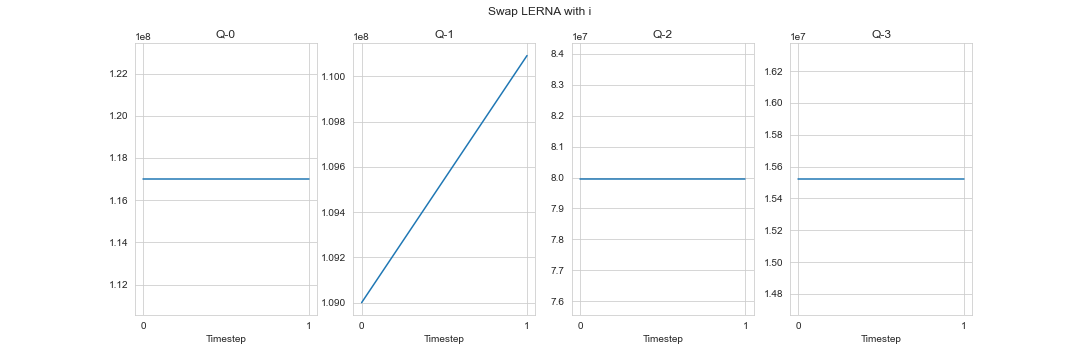 Swap LERNA with i
Q-0
1e8
1.22
1.20
1.18
1.16
1.14
1.12
0 1
Timestep
Q-1
1e8
1.100
1.098
1.096
1.094
1.092
1.090
0 1
Timestep
Q-2
1e7
8.4
8.3
8.2
8.1
8.0
7.9
7.8
7.7
7.6
0 1
Timestep
Q-3
1e7
1.62
1.60
1.58
1.56
1.54
1.52
1.50
1.48
0 1
Timestep